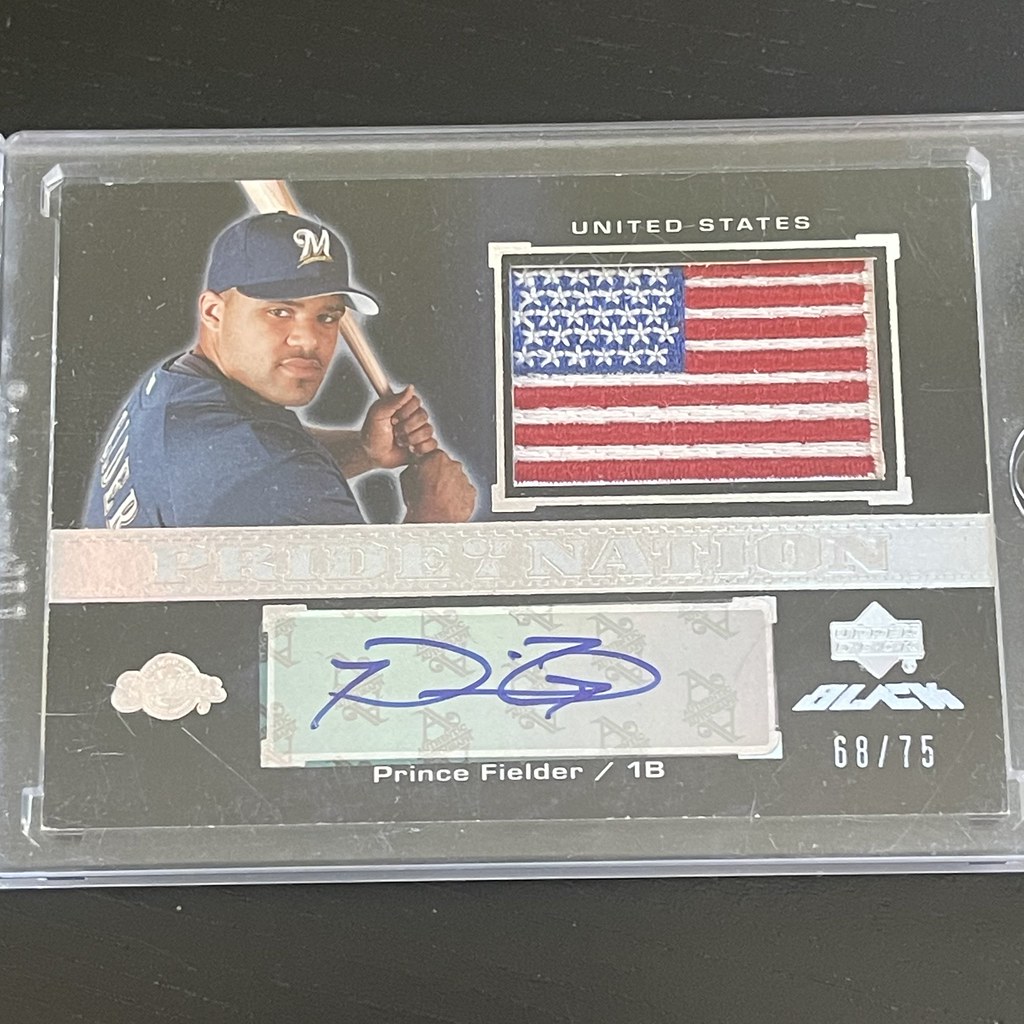 M
UNITED STATES
PRIDE OF A NATION
UPPER DECK
BLACK
68/75
Prince Fielder / 1B